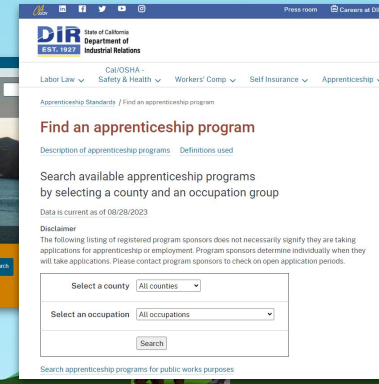 .GOV
Press room Careers at DI
DIR State of California
Department of
EST. 1927 Industrial Relations
Labor Law Cal/OSHA - Safety & Health Workers' Comp Self Insurance Apprenticeship
Apprenticeship Standards / Find an apprenticeship program
Find an apprenticeship program
Description of apprenticeship programs Definitions used
Search available apprenticeship programs
by selecting a county and an occupation group
Data is current as of 08/28/2023
Disclaimer
The following listing of registered program sponsors does not necessarily signify they are taking
applications for apprenticeship or employment. Program sponsors determine individually when they
will take applications. Please contact program sponsors to check on open application periods.
Select a county All counties
Select an occupation All occupations
Search
Search apprenticeship programs for public works purposes